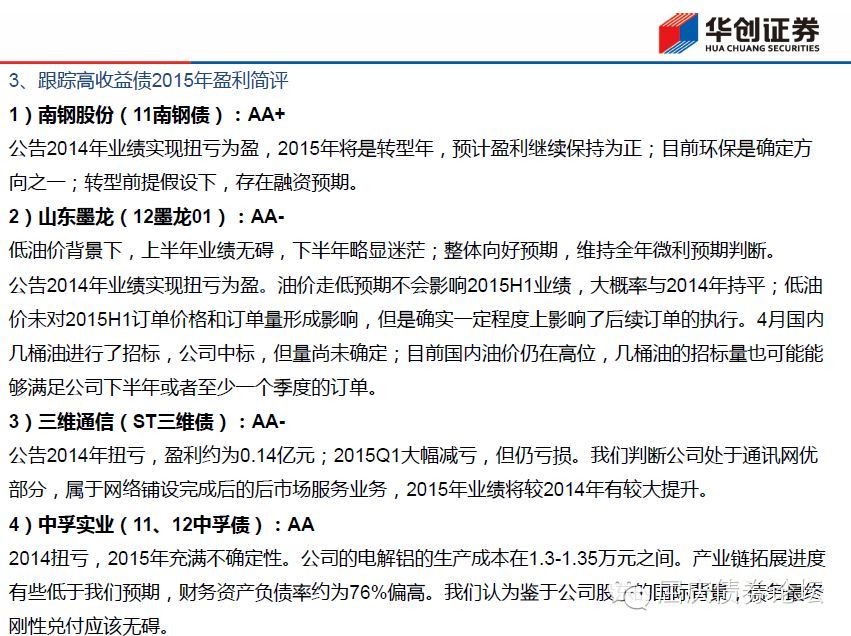 华创证券
HUA CHUANG SECURITIES
3、跟踪高收益债2015年盈利简评
1）南钢股份（11南钢债）：AA+
公告2014年业绩实现扭亏为盈，2015年将是转型年，预计盈利继续保持为正；目前环保是确定方
向之一；转型前提假设下，存在融资预期。
2）山东墨龙（12墨龙01）：AA-
低油价背景下，上半年业绩无碍，下半年略显迷茫；整体向好预期，维持全年微利预期判断。
公告2014年业绩实现扭亏为盈。油价走低预期不会影响2015H1业绩，大概率与2014年持平；低油
价未对2015H1订单价格和订单量形成影响，但是确实一定程度上影响了后续订单的执行。4月国内
几桶油进行了招标，公司中标，但量尚未确定；目前国内油价仍在高位，几桶油的招标量也可能能
够满足公司下半年或者至少一个季度的订单。
3）三维通信（ST三维债）：AA-
公告2014年扭亏，盈利约为0.14亿元；2015Q1大幅减亏，但仍亏损。我们判断公司处于通讯网优
部分，属于网络铺设完成后的后市场服务业务，2015年业绩将较2014年有较大提升。
4）中孚实业（11、12中孚债）：AA
2014扭亏，2015年充满不确定性。公司的电解铝的生产成本在1.3-1.35万元之间。产业链拓展进度
有些低于我们预期，财务资产负债率约为76%偏高。我们认为鉴于公司股 的国际背景，债务最终
刚性兑付应该无碍。
债券论坛